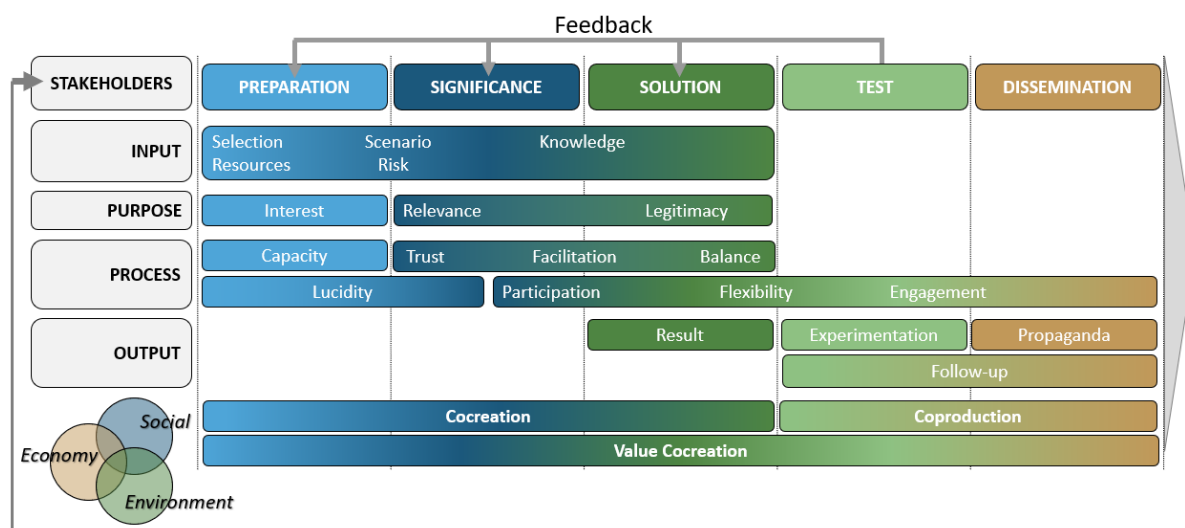 Feedback
STAKEHOLDERS PREPARATION SIGNIFICANCE SOLUTION TEST DISSEMINATION
INPUT
Selection Scenario Knowledge
Resources Risk
PURPOSE Interest Relevance Legitimacy
PROCESS
Capacity Trust Facilitation Balance
Lucidity Participation Flexibility Engagement
OUTPUT
Result Experimentation Propaganda
Follow-up
Social
Economy
Environment
Cocreation Coproduction
Value Cocreation